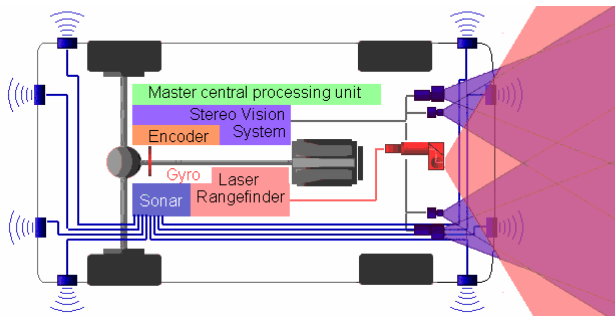 Master central processing unit
Stereo Vision
System
Encoder
Gyro
Laser
Rangefinder
Sonar